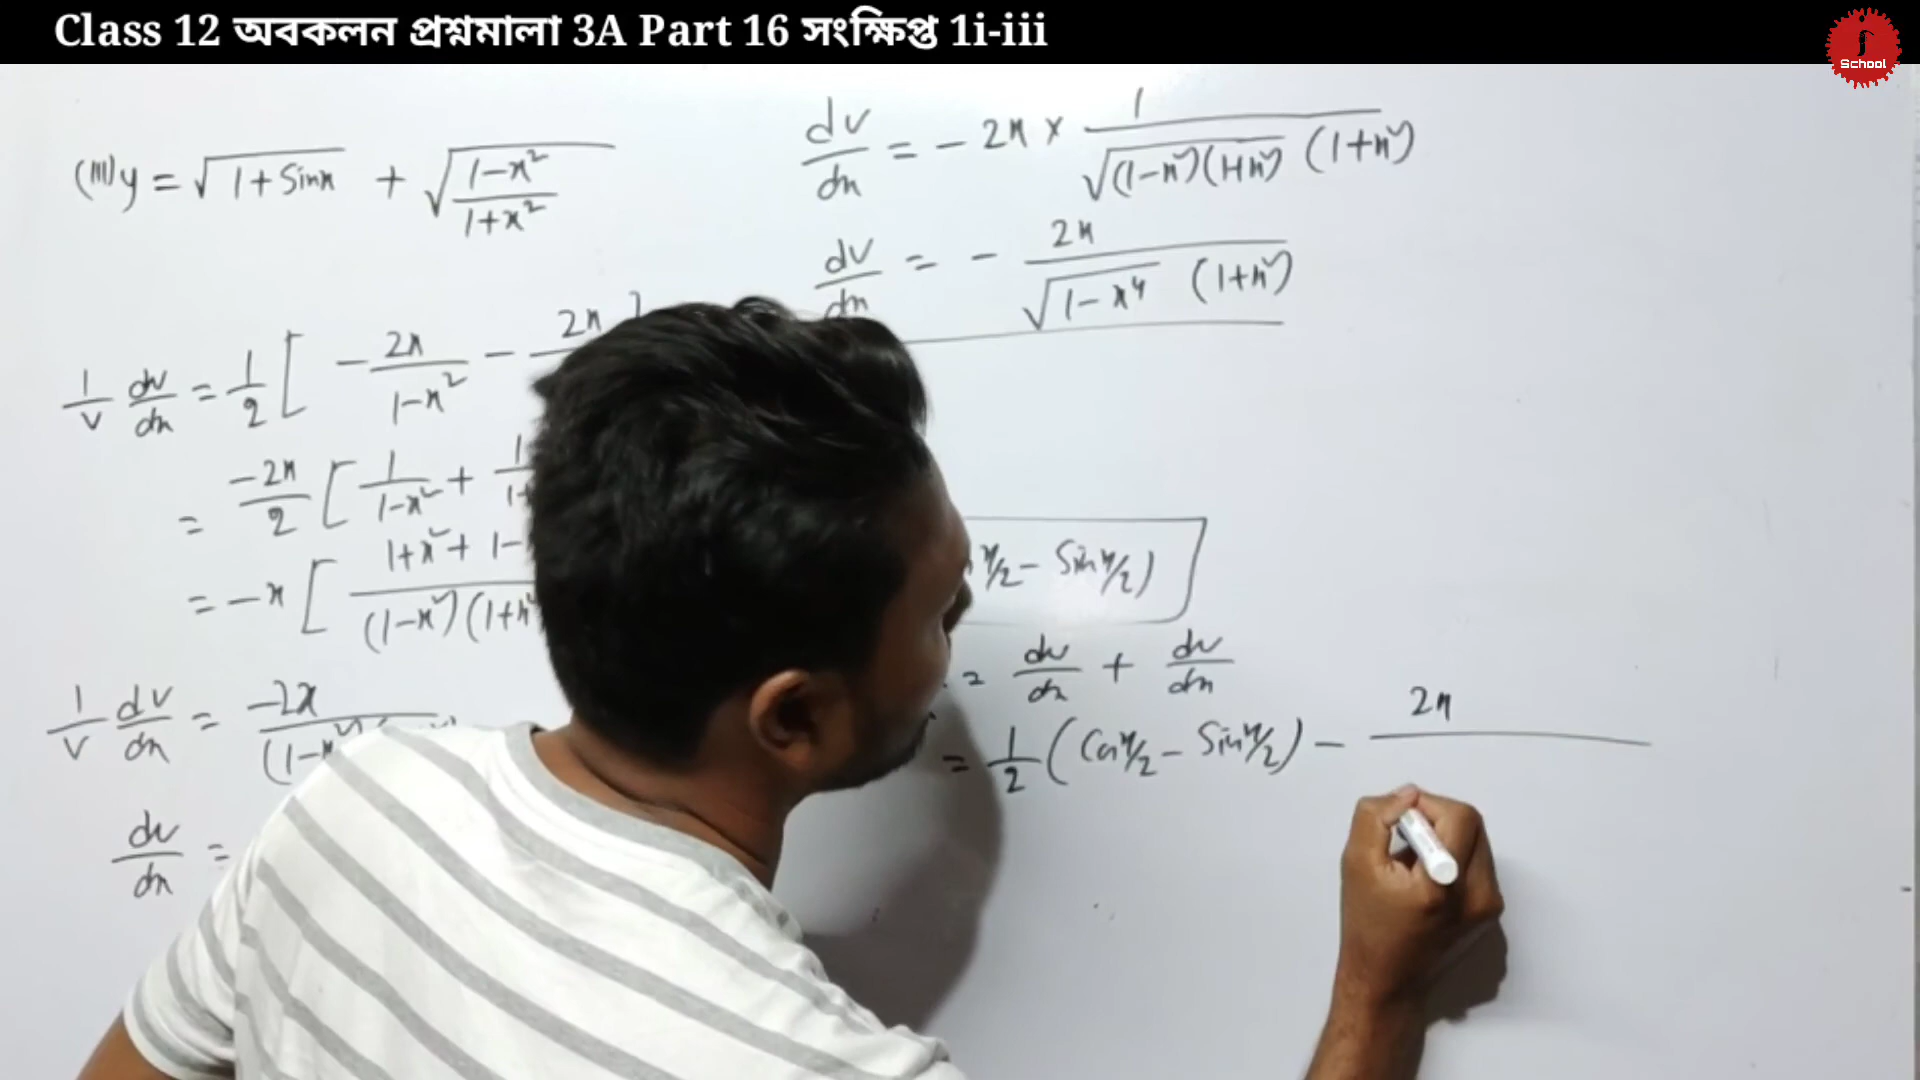 Class 12 অবকলন প্রশ্নমালা 3A Part 16 সংক্ষিপ্ত 1i-iii
School
(III) y = √(1+Sinx) + √((1-x²)/(1+x²))
1/v dv/dx = 1/2 [ - 2x/(1-x²) - 2x
= -2x/2 [ 1/(1-x²) + 1
= -x [ 1+x²+1- / (1-x²)(1+x²
1/v dv/dx = -2x / (1-x²)
dv/dx =
dv/dx = - 2x × 1/(√((1-x²)(1+x²)) (1+x²))
dv/dx = - 2x/(√(1-x⁴) (1+x²))
x/2 - Sin x/2)
= du/dx + dv/dx
= 1/2 (Cos x/2 - Sin x/2) - 2x